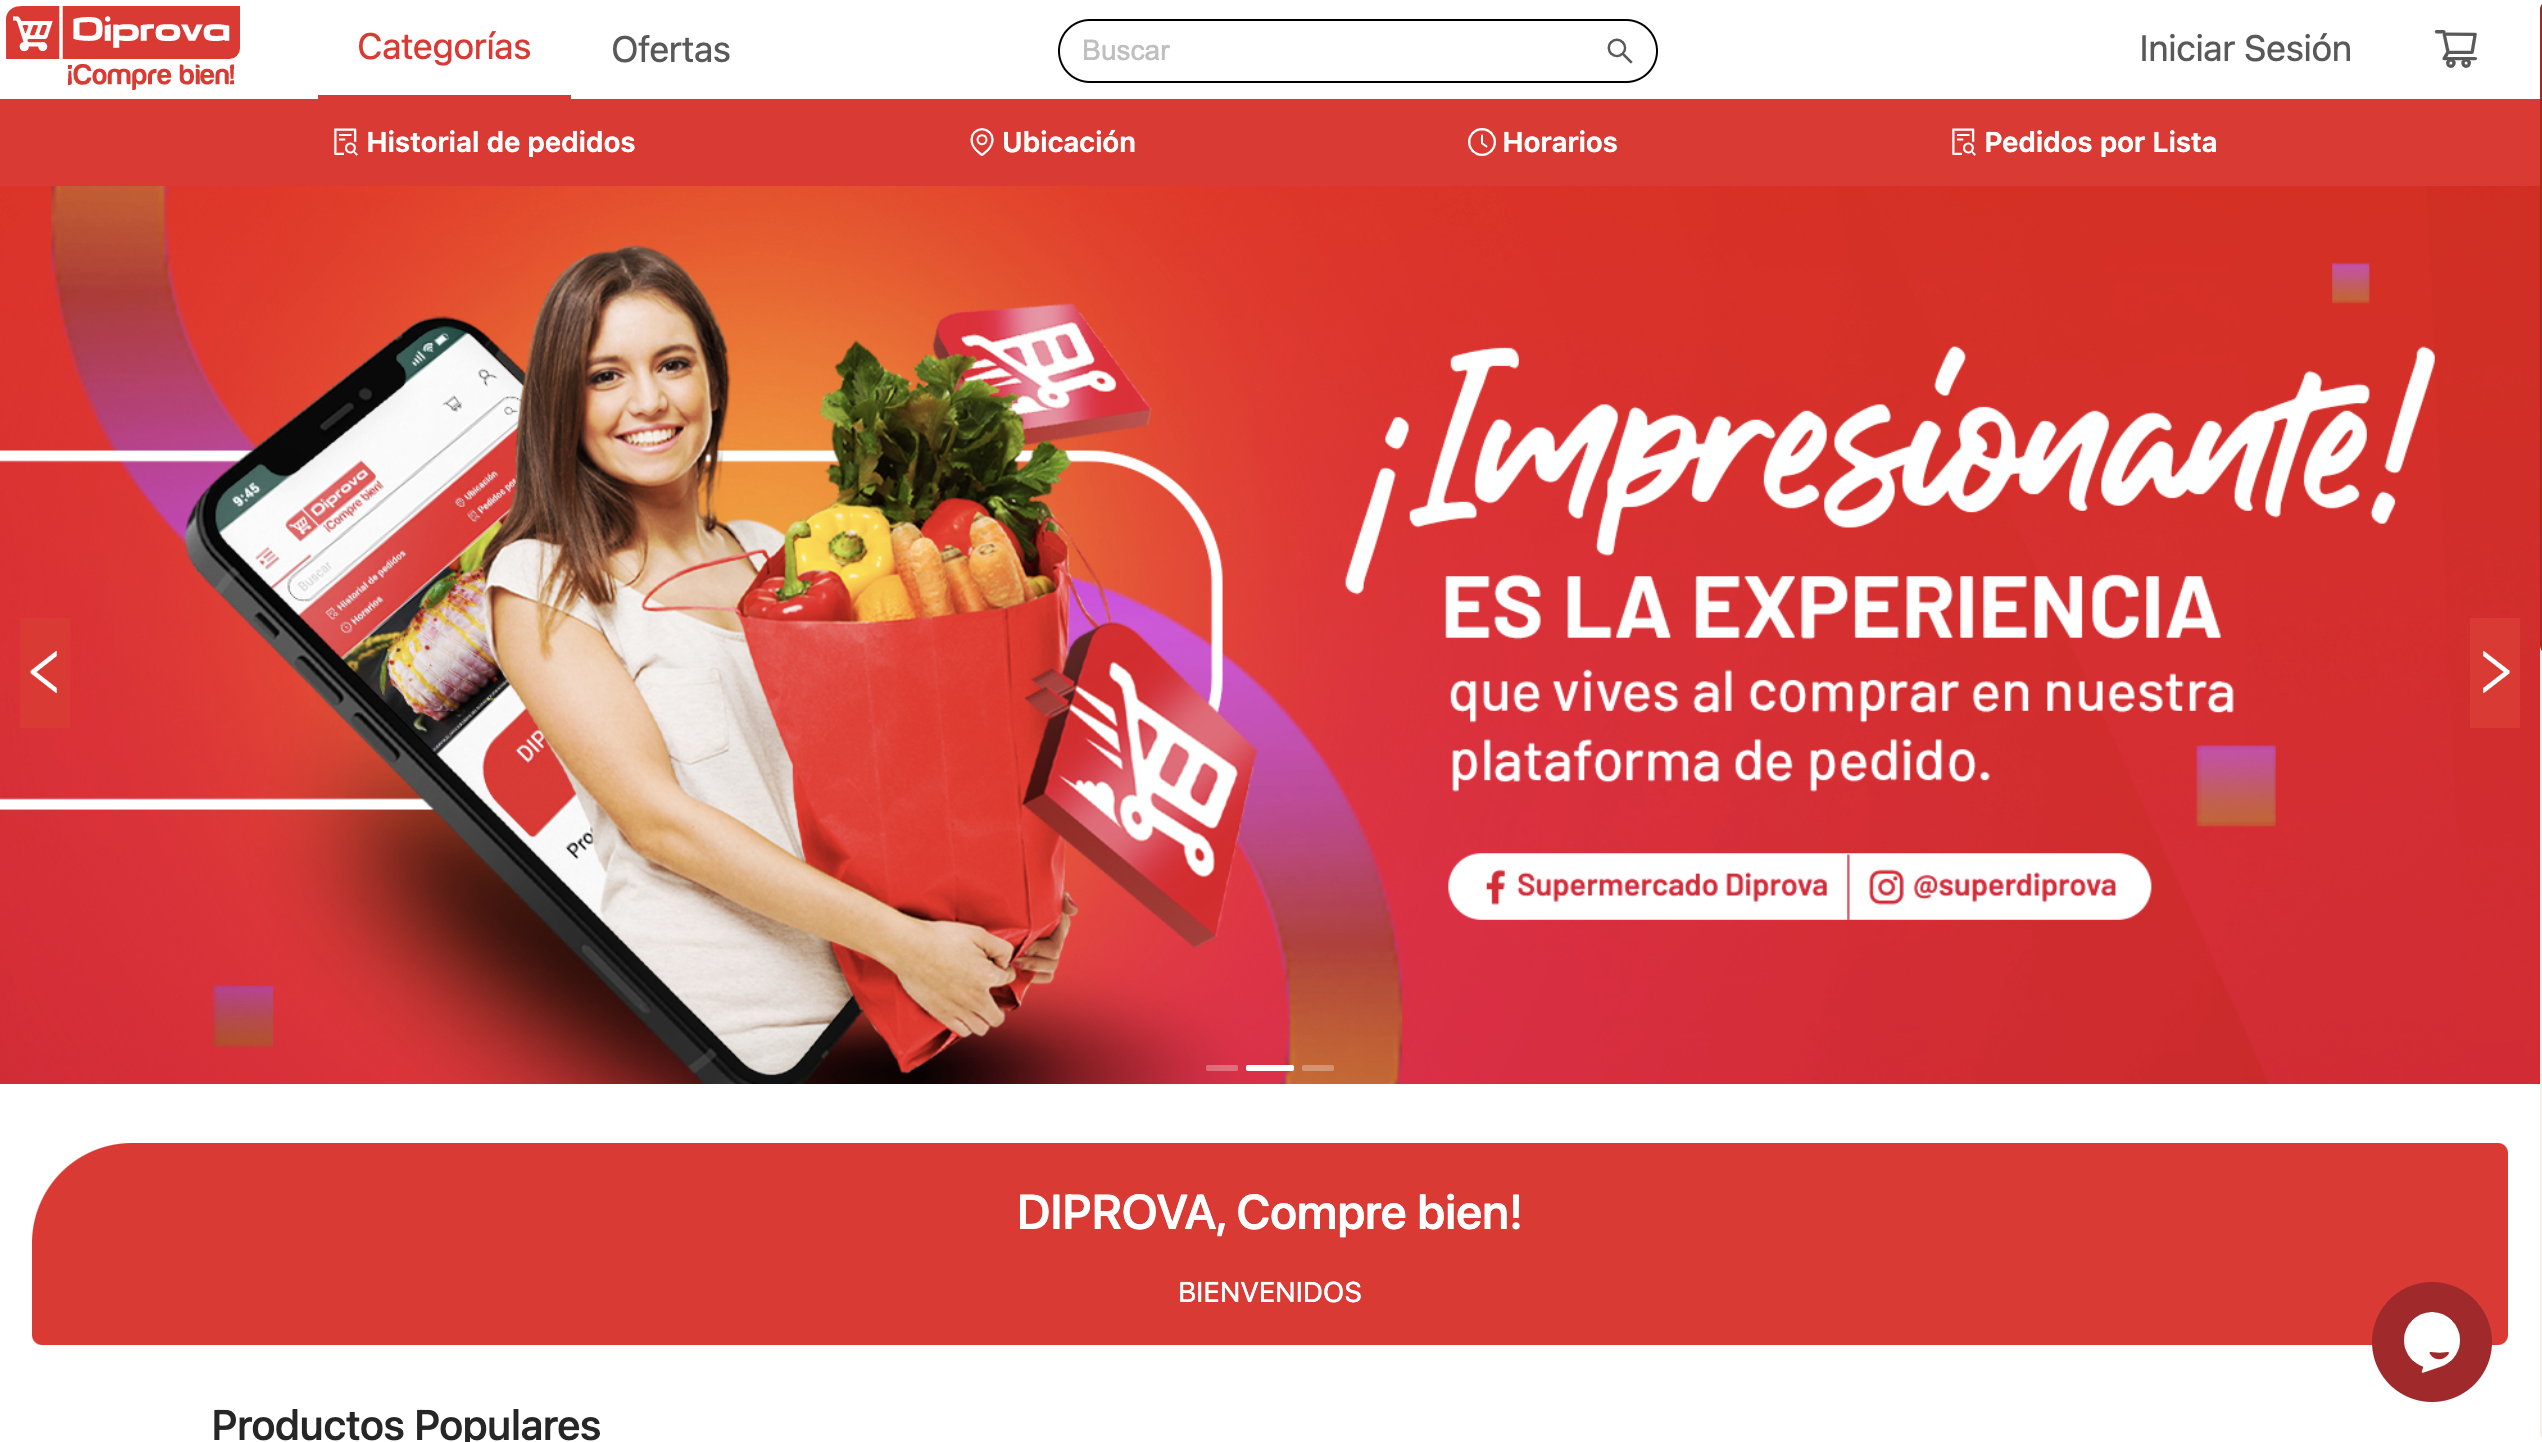 Diprova
¡Compre bien!
Categorías
Ofertas
Buscar
Iniciar Sesión
Historial de pedidos
Ubicación
Horarios
Pedidos por Lista
9:45
Diprova
¡Compre bien!
Buscar
Ubicación
Pedidos por
Historial de pedidos
Horarios
DIP
Pro
¡Impresionante!
ES LA EXPERIENCIA
que vives al comprar en nuestra
plataforma de pedido.
Supermercado Diprova
@superdiprova
DIPROVA, Compre bien!
BIENVENIDOS
Productos Populares